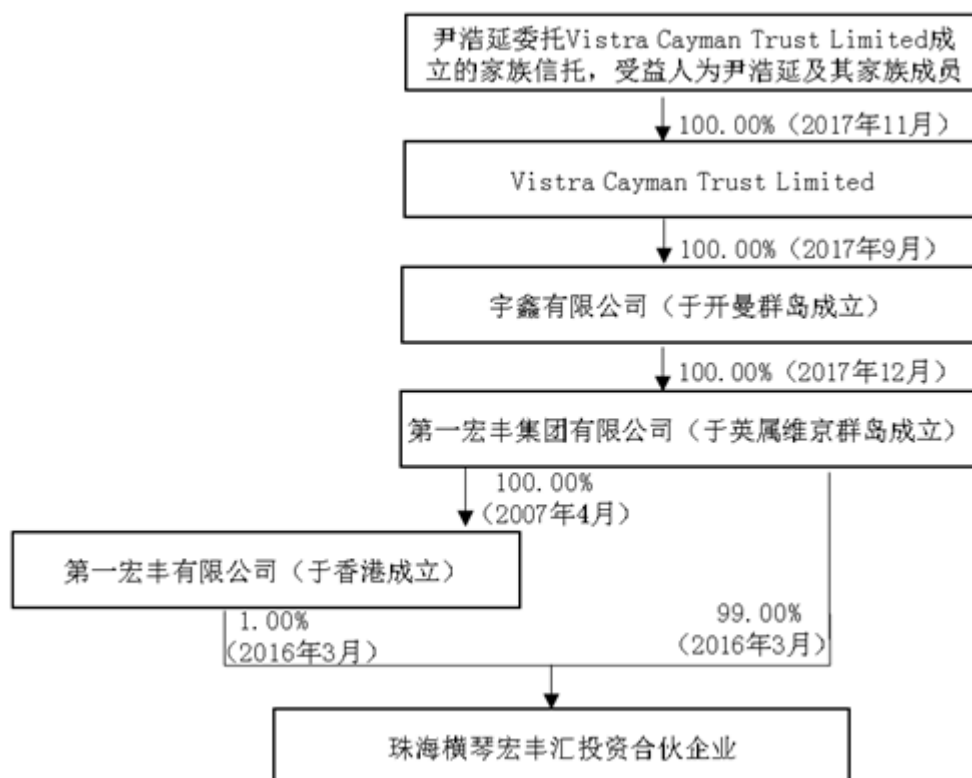 尹浩延委托Vistra Cayman Trust Limited成
立的家族信托，受益人为尹浩延及其家族成员
100.00%（2017年11月）
Vistra Cayman Trust Limited
100.00%（2017年9月）
宇鑫有限公司（于开曼群岛成立）
100.00%（2017年12月）
第一宏丰集团有限公司（于英属维京群岛成立）
100.00%
（2007年4月）
第一宏丰有限公司（于香港成立）
1.00%
（2016年3月）
99.00%
（2016年3月）
珠海横琴宏丰汇投资合伙企业